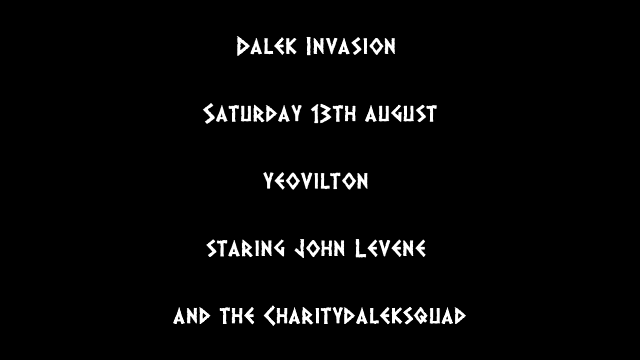 Dalek Invasion
Saturday 13th august
yeovilton
staring John Levene
and the Charitydaleksquad